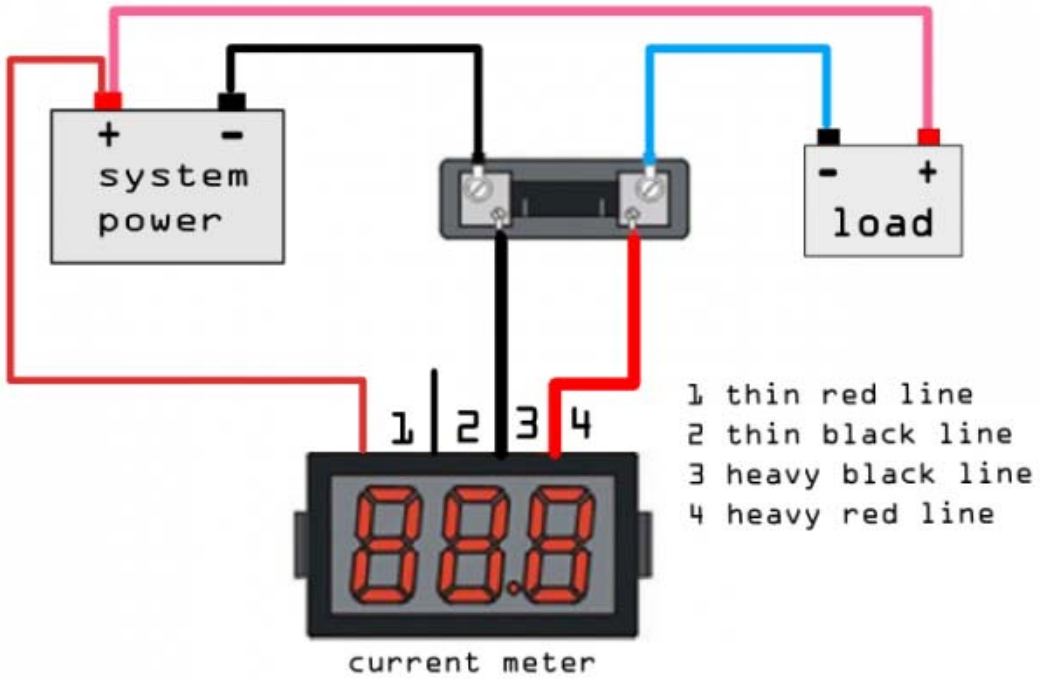 + -
system
power
- +
load
1 2 3 4
1 thin red line
2 thin black line
3 heavy black line
4 heavy red line
88.8
current meter